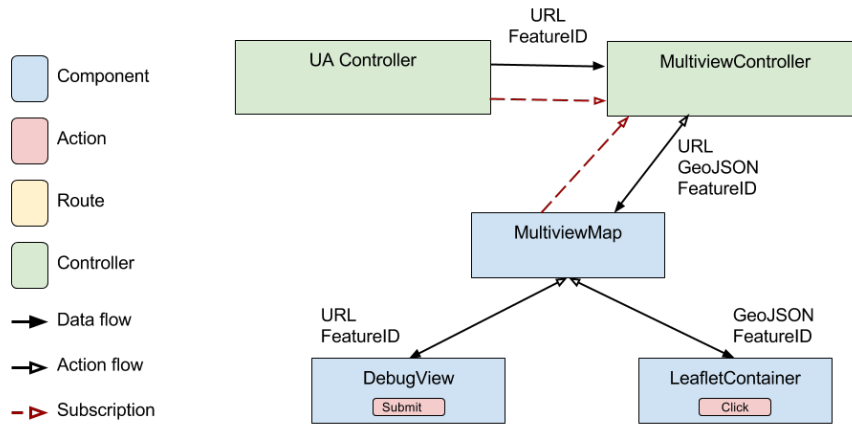 Component
Action
Route
Controller
Data flow
Action flow
Subscription
URL
FeatureID
UA Controller
MultiviewController
URL
GeoJSON
FeatureID
MultiviewMap
URL
FeatureID
GeoJSON
FeatureID
DebugView
Submit
LeafletContainer
Click